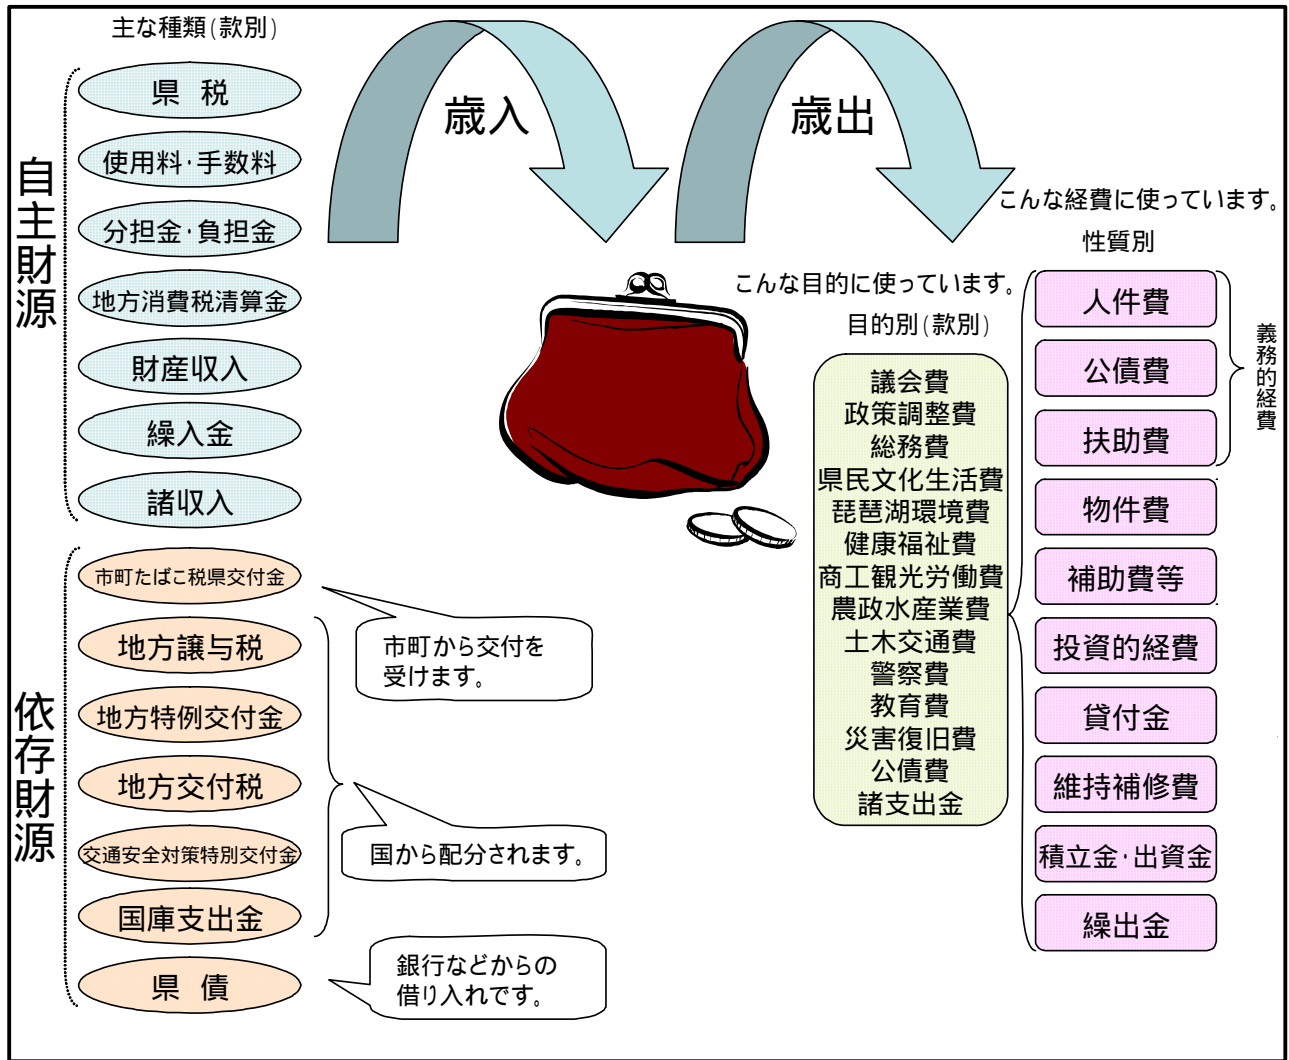 主な種類(款別)
自主財源
県 税
使用料・手数料
分担金・負担金
地方消費税清算金
財産収入
繰入金
諸収入
依存財源
市町たばこ税県交付金
地方譲与税
地方特例交付金
地方交付税
交通安全対策特別交付金
国庫支出金
県 債
市町から交付を
受けます。
国から配分されます。
銀行などからの
借り入れです。
歳入
歳出
こんな目的に使っています。
目的別(款別)
議会費
政策調整費
総務費
県民文化生活費
琵琶湖環境費
健康福祉費
商工観光労働費
農政水産業費
土木交通費
警察費
教育費
災害復旧費
公債費
諸支出金
こんな経費に使っています。
性質別
人件費
公債費
扶助費
義務的経費
物件費
補助費等
投資的経費
貸付金
維持補修費
積立金・出資金
繰出金